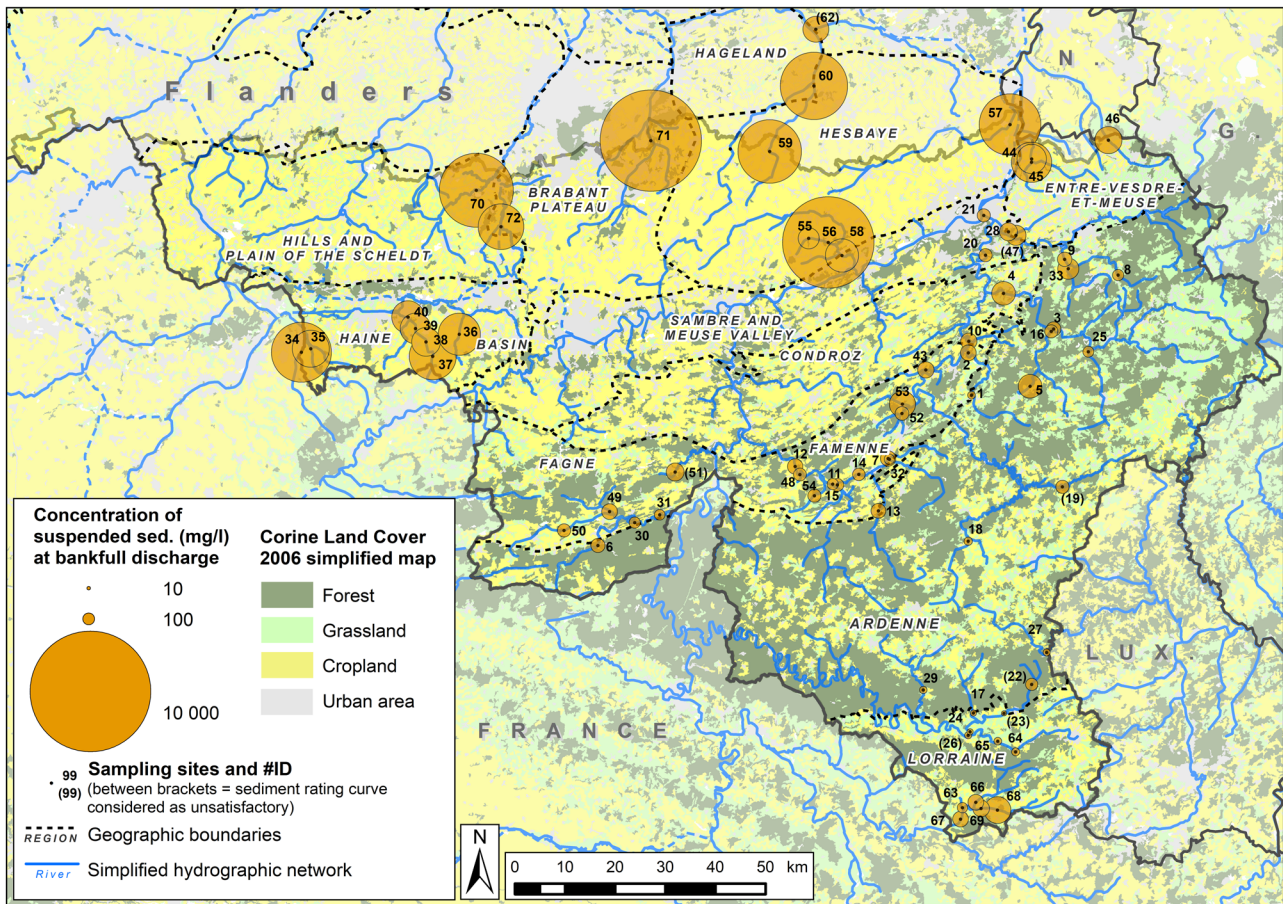 Flanders
HAGELAND
(62)
60
N.
57
46
G.
71
59
HESBAYE
44
45
ENTRE-VESDRE-
ET-MEUSE
70
72
BRABANT
PLATEAU
HILLS AND
PLAIN OF THE SCHELDT
55
56
58
21
28
(47)
20
9
33
8
4
40
39
38
36
37
34
35
HAINE
BASIN
SAMBRE AND
MEUSE VALLEY
CONDROZ
10
2
16
3
25
43
1
5
53
52
FAGNE
(51)
FAMENNE
12
48
54
11
15
14
7
32
13
(19)
49
50
31
30
6
18
ARDENNE
27
29
17
24
(22)
(23)
(26)
65
64
LUX.
FRANCE
LORRAINE
63
66
67
69
68
Concentration of
suspended sed. (mg/l)
at bankfull discharge
10
100
10 000
Corine Land Cover
2006 simplified map
Forest
Grassland
Cropland
Urban area
99
(99)
Sampling sites and #ID
(between brackets = sediment rating curve
considered as unsatisfactory)
REGION Geographic boundaries
River Simplified hydrographic network
N
0 10 20 30 40 50 km